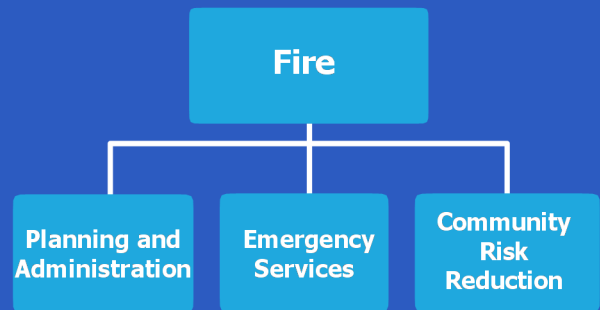 Fire
Planning and
Administration
Emergency
Services
Community
Risk
Reduction